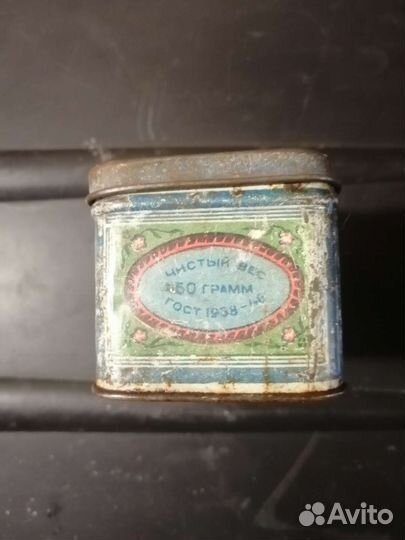 ЧИСТЫЙ ВЕС
50 ГРАММ
ГОСТ 1938-46
Avito